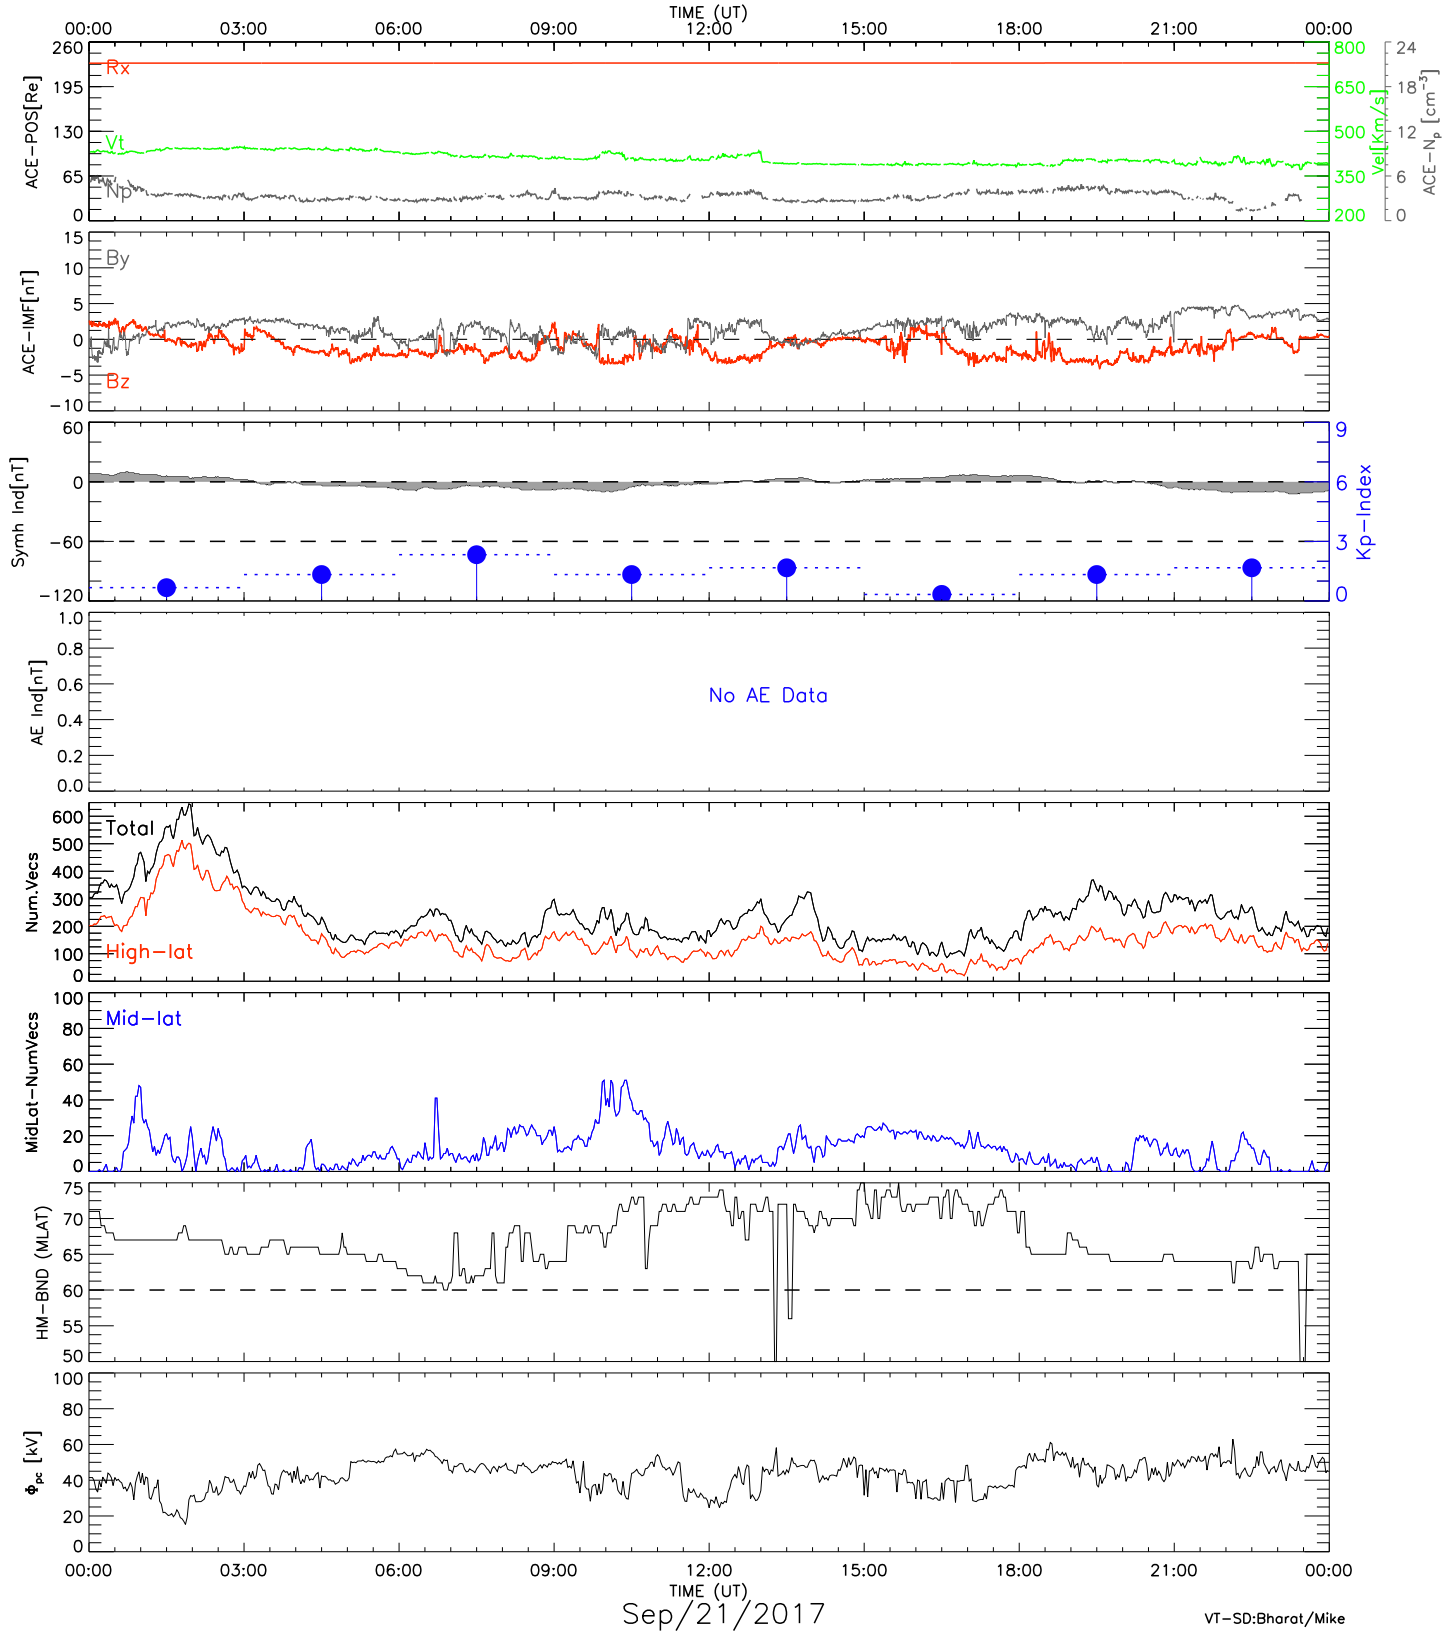 TIME (UT)
00:00 03:00 06:00 09:00 12:00 15:00 18:00 21:00 00:00
ACE-POS[Re]
260
195
130
65
0
Rx
Vt
Np
800
650
500
350
200
Vel[Km/s]
24
18
12
6
0
ACE-Np [cm-3]
ACE-IMF[nT]
15
10
5
0
-5
-10
By
Bz
Symh Ind[nT]
60
0
-60
-120
9
6
3
0
Kp-Index
AE Ind[nT]
1.0
0.8
0.6
0.4
0.2
0.0
No AE Data
Num.Vecs
600
500
400
300
200
100
0
Total
High-lat
MidLat-NumVecs
100
80
60
40
20
0
Mid-lat
HM-BND (MLAT)
75
70
65
60
55
50
Φpc [kV]
100
80
60
40
20
0
00:00 03:00 06:00 09:00 12:00 15:00 18:00 21:00 00:00
TIME (UT)
Sep/21/2017
VT-SD:Bharat/Mike